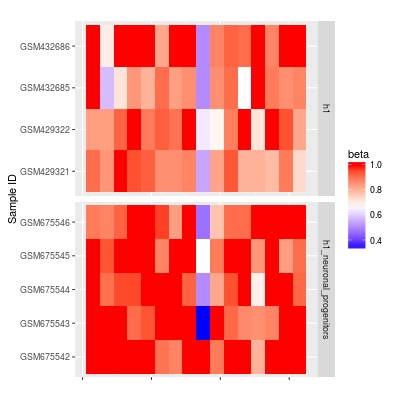 Sample ID
GSM432686
GSM432685
GSM429322
GSM429321
h1
GSM675546
GSM675545
GSM675544
GSM675543
GSM675542
h1_neuronal_progenitors
beta
1.0
0.8
0.6
0.4